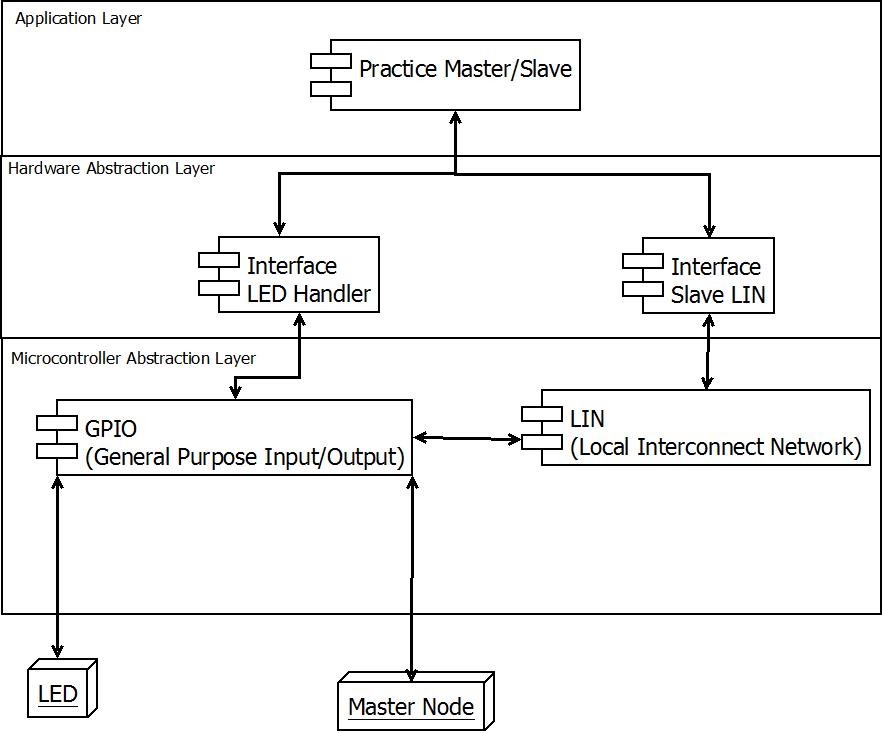 Application Layer
Practice Master/Slave
Hardware Abstraction Layer
Interface
LED Handler
Interface
Slave LIN
Microcontroller Abstraction Layer
GPIO
(General Purpose Input/Output)
LIN
(Local Interconnect Network)
LED
Master Node